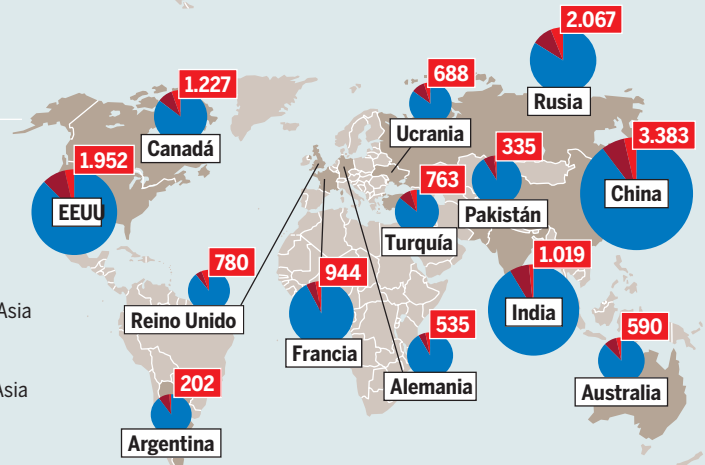 2.067
Rusia
688
Ucrania
1.227
Canadá
3.383
China
335
Pakistán
763
Turquía
1.952
EEUU
780
Reino Unido
944
Francia
1.019
India
535
Alemania
590
Australia
Asia
Asia
202
Argentina